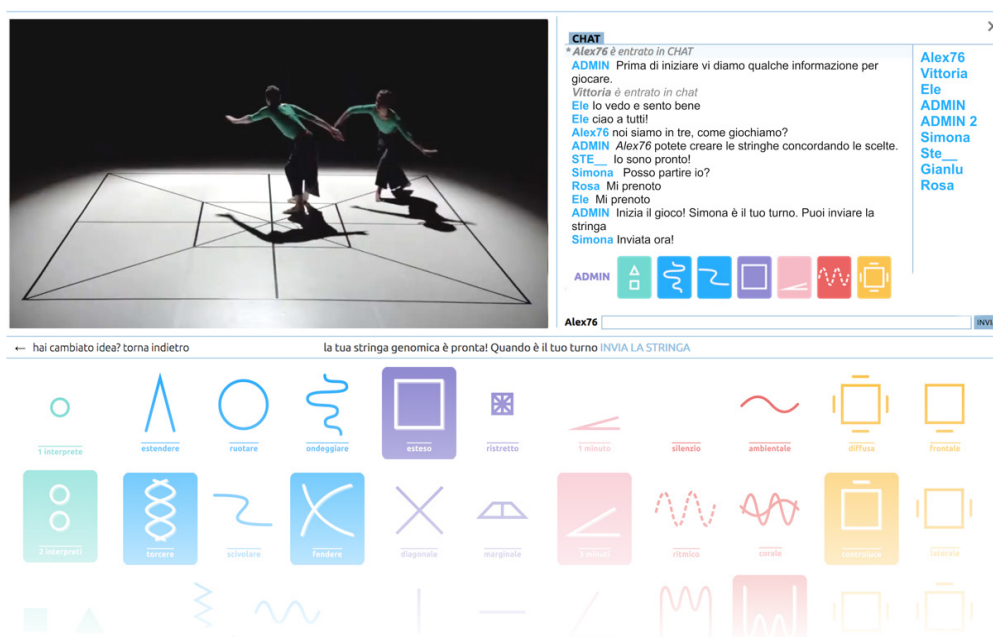 CHAT
* Alex76 è entrato in CHAT
ADMIN Prima di iniziare vi diamo qualche informazione per
giocare.
Vittoria è entrato in chat
Ele Io vedo e sento bene
Ele ciao a tutti!
Alex76 noi siamo in tre, come giochiamo?
ADMIN Alex76 potete creare le stringhe concordando le scelte.
STE__ Io sono pronto!
Simona Posso partire io?
Rosa Mi prenoto
Ele Mi prenoto
ADMIN Inizia il gioco! Simona è il tuo turno. Puoi inviare la
stringa
Simona Inviata ora!
ADMIN
Alex76
INVI
Alex76
Vittoria
Ele
ADMIN
ADMIN 2
Simona
Ste__
Gianlu
Rosa
← hai cambiato idea? torna indietro
la tua stringa genomica è pronta! Quando è il tuo turno INVIA LA STRINGA
1 interprete
estendere
ruotare
ondeggiare
esteso
ristretto
1 minuto
silenzio
ambientale
diffusa
frontale
2 interpreti
torcere
scivolare
fendere
diagonale
marginale
3 minuti
ritmico
corale
controluce
laterale